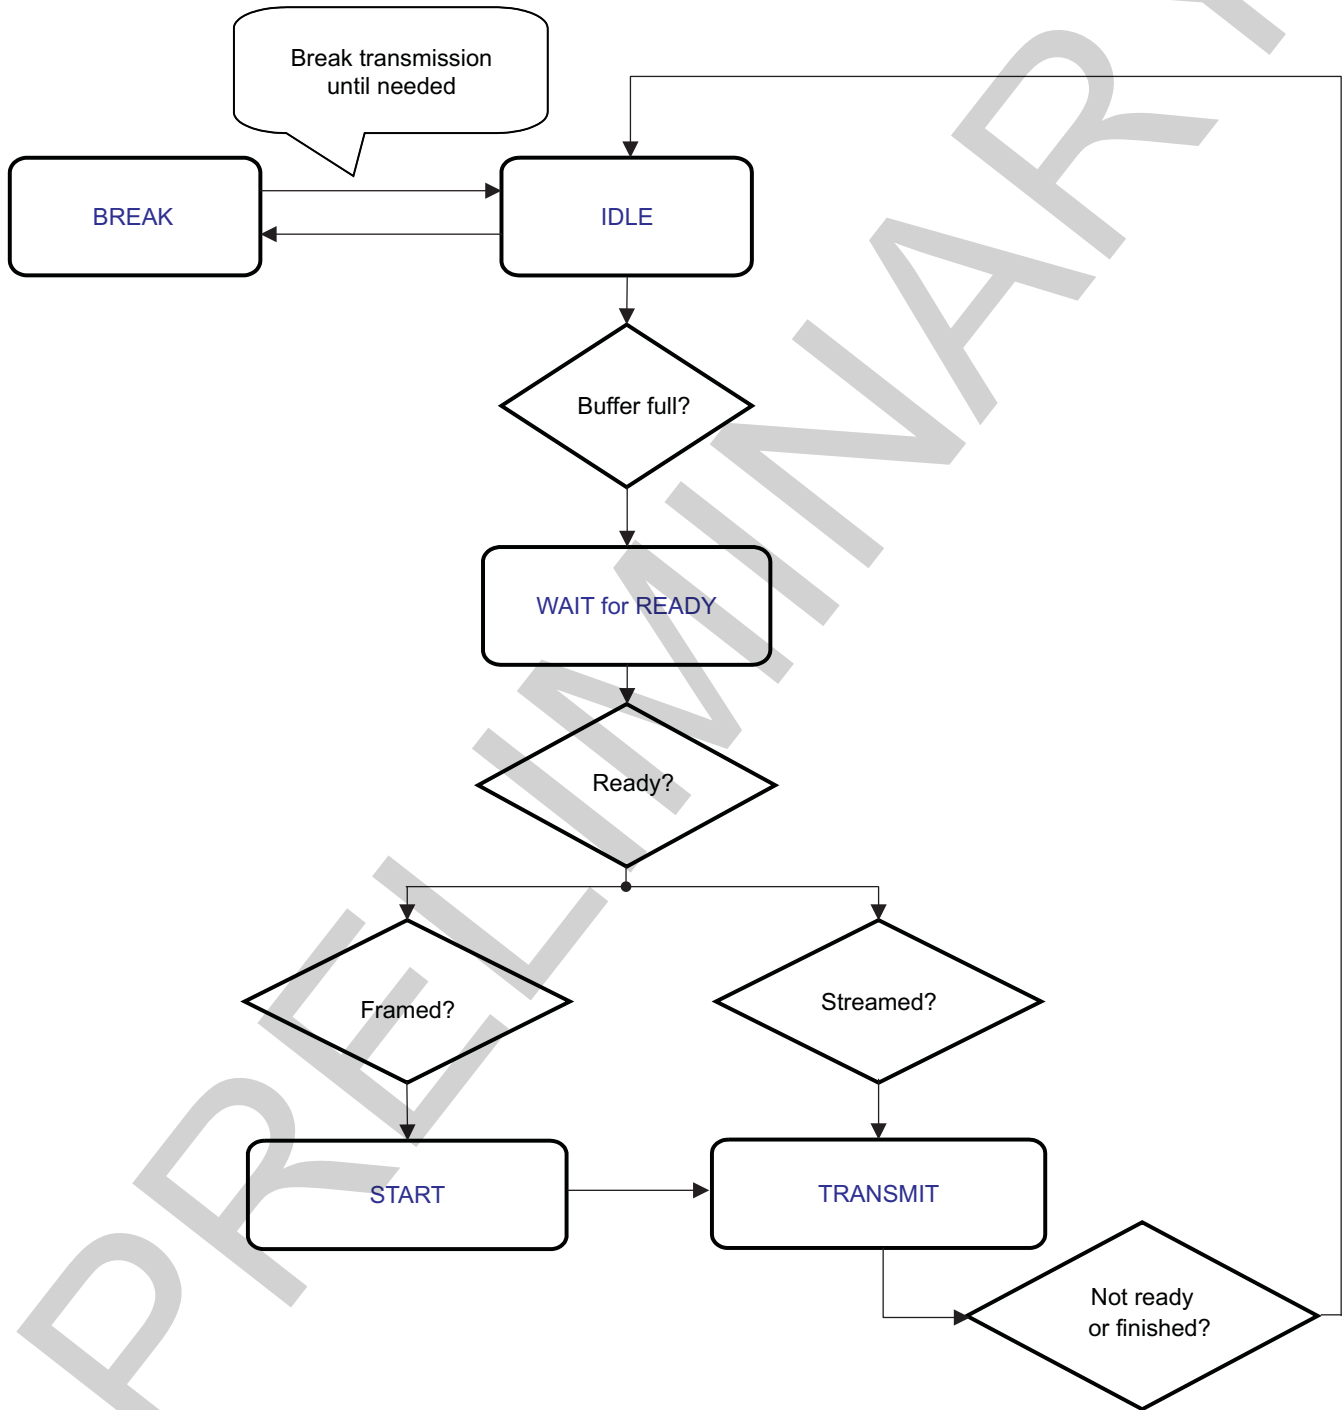 Break transmission
until needed
BREAK
IDLE
Buffer full?
WAIT for READY
Ready?
Framed?
Streamed?
START
TRANSMIT
Not ready
or finished?
PRELIMINARY